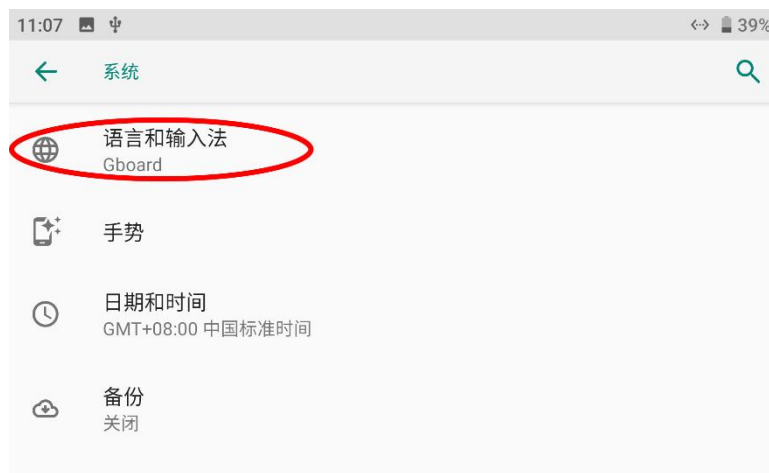 11:07 39%
系统
语言和输入法
Gboard
手势
日期和时间
GMT+08:00 中国标准时间
备份
关闭